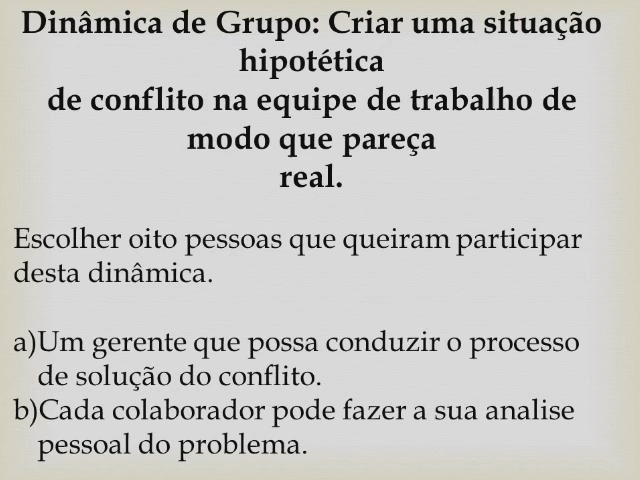 Dinâmica de Grupo: Criar uma situação
hipotética
de conflito na equipe de trabalho de
modo que pareça
real.
Escolher oito pessoas que queiram participar
desta dinâmica.
a)Um gerente que possa conduzir o processo
de solução do conflito.
b)Cada colaborador pode fazer a sua analise
pessoal do problema.